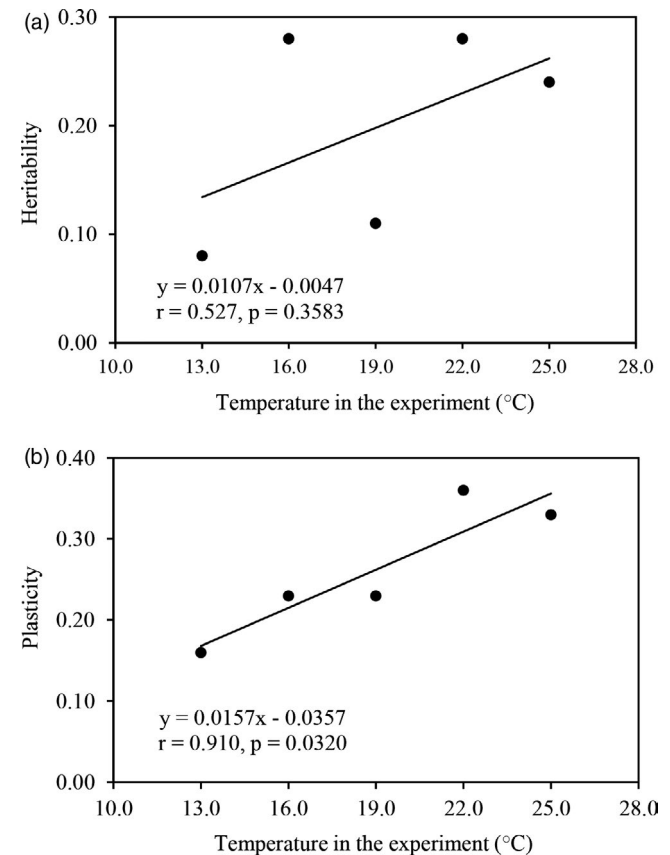 (a)
0.30
0.20
0.10
0.00
Heritability
y = 0.0107x - 0.0047
r = 0.527, p = 0.3583
10.0 13.0 16.0 19.0 22.0 25.0 28.0
Temperature in the experiment (°C)
(b)
0.40
0.30
0.20
0.10
0.00
Plasticity
y = 0.0157x - 0.0357
r = 0.910, p = 0.0320
10.0 13.0 16.0 19.0 22.0 25.0 28.0
Temperature in the experiment (°C)